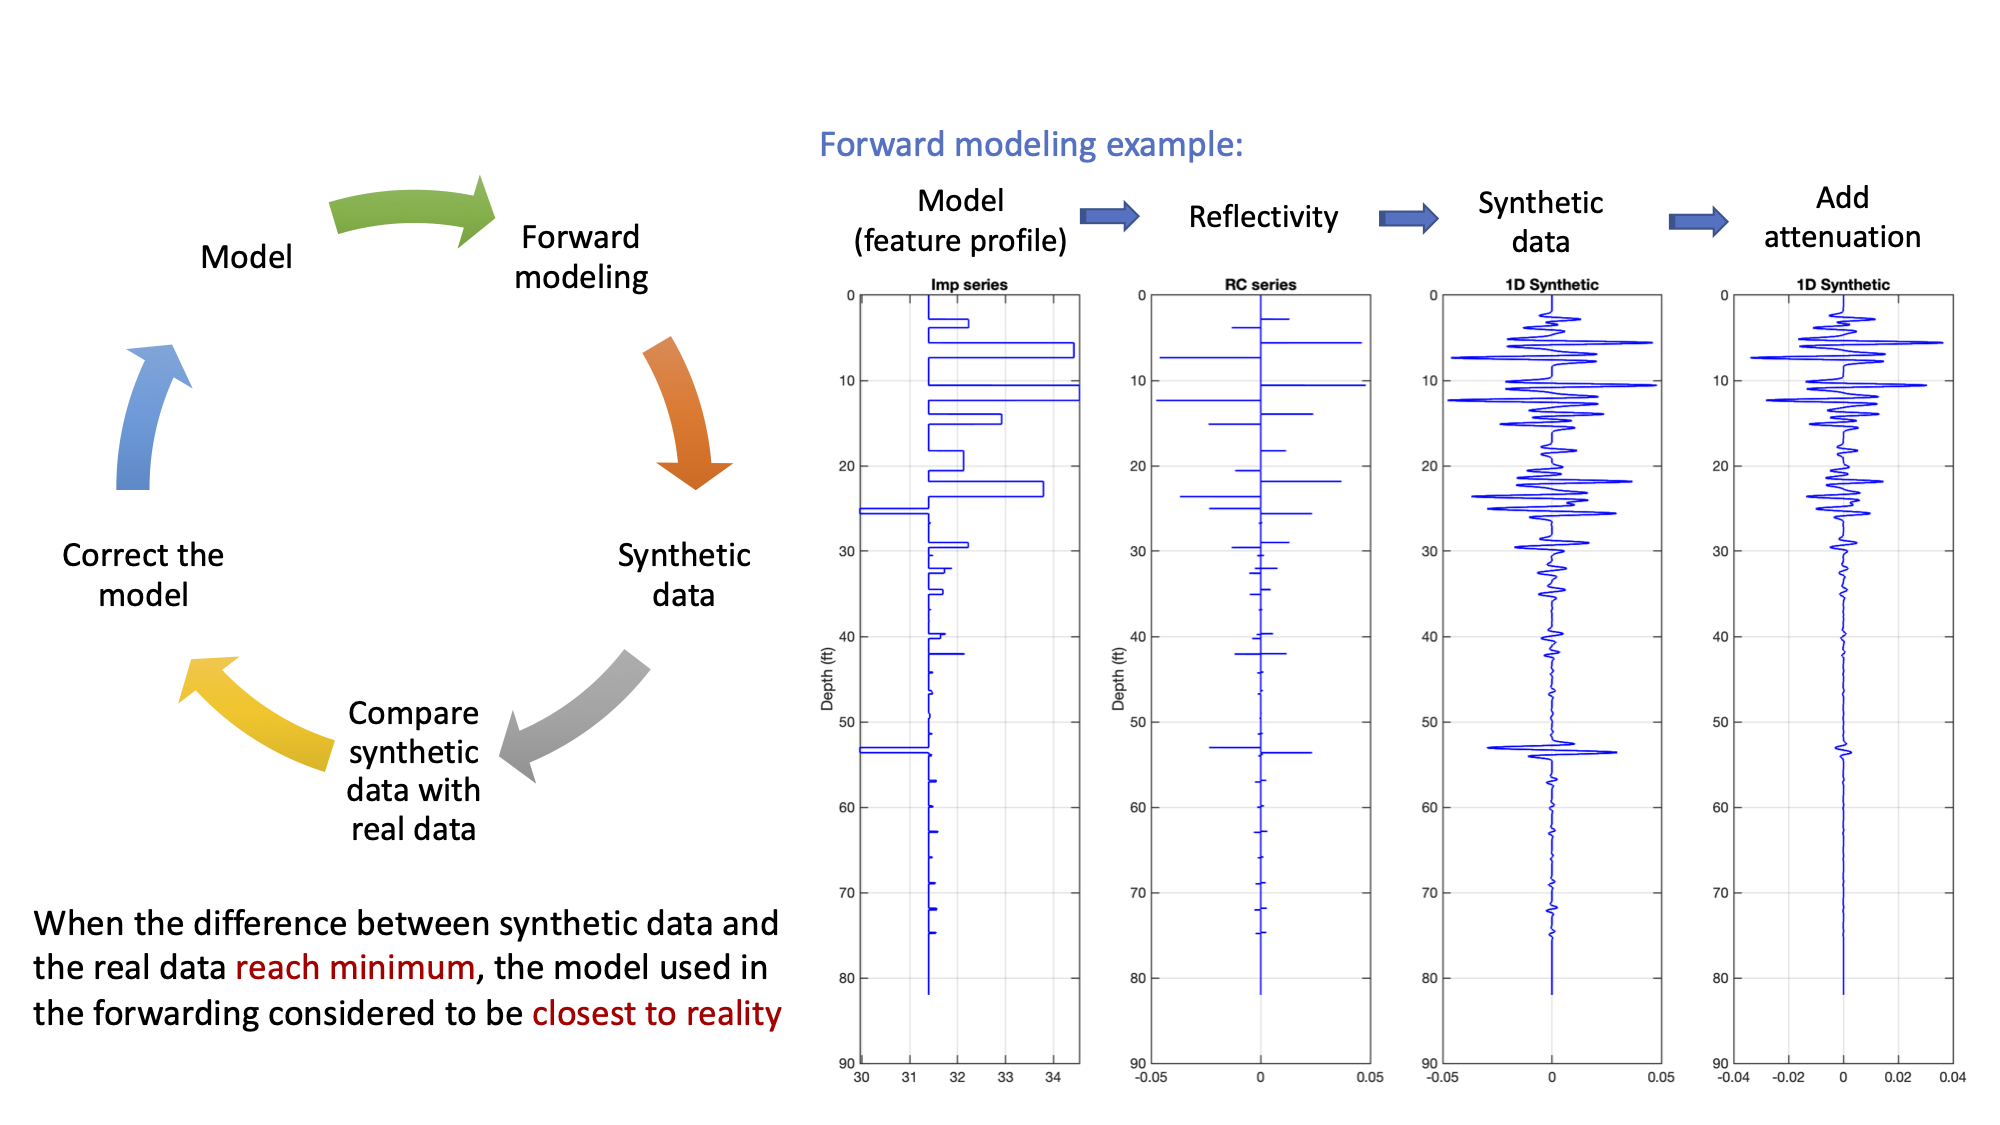 Forward modeling example:
Model
Forward
modeling
Synthetic
data
Compare
synthetic
data with
real data
Correct the
model
When the difference between synthetic data and
the real data reach minimum, the model used in
the forwarding considered to be closest to reality
Model
(feature profile)
Reflectivity
Synthetic
data
Add
attenuation
Imp series
0
10
20
30
40
50
60
70
80
90
Depth (ft)
30 31 32 33 34
RC series
0
10
20
30
40
50
60
70
80
90
Depth (ft)
-0.05 0 0.05
1D Synthetic
0
10
20
30
40
50
60
70
80
90
-0.05 0 0.05
1D Synthetic
0
10
20
30
40
50
60
70
80
90
-0.04 -0.02 0 0.02 0.04